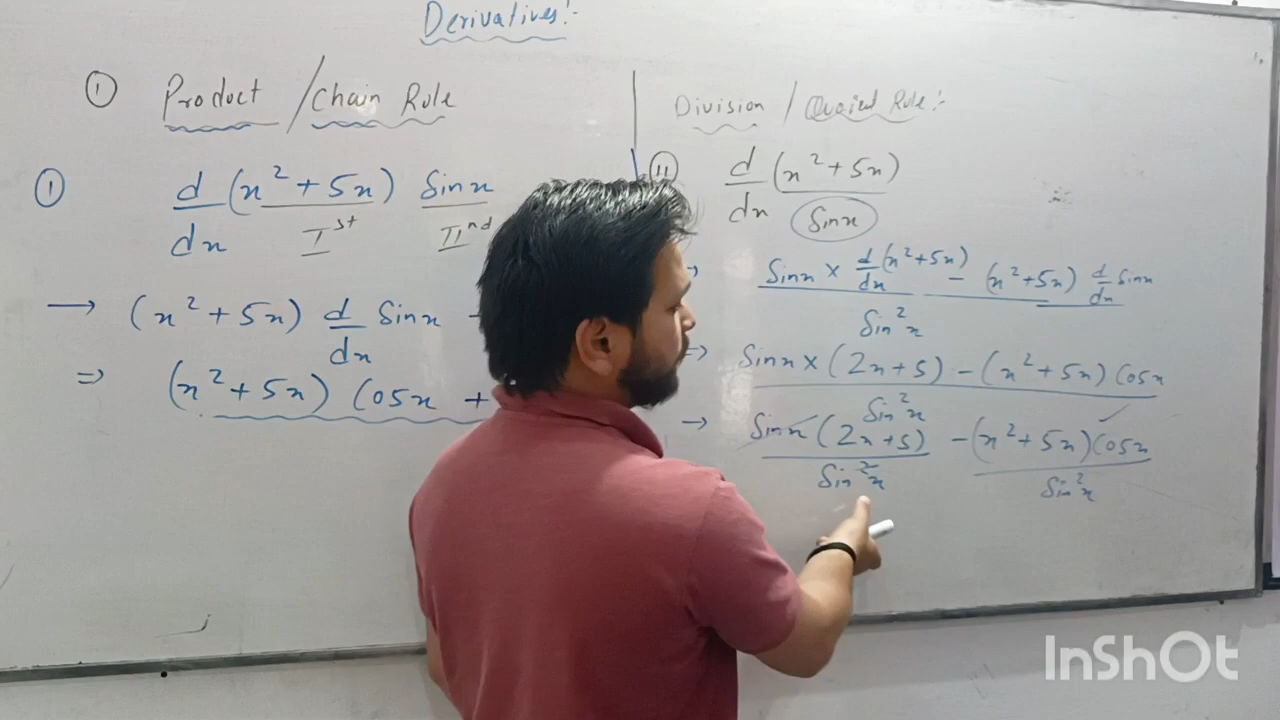 Derivatives:-
① Product / Chain Rule
① d/dx (x² + 5x) Sinx
Iˢᵗ IIⁿᵈ
→ (x² + 5x) d/dx Sinx
⇒ (x² + 5x) Cosx +
Division / Quoient Rule:-
⑪ d/dx (x² + 5x) / Sinx
Sinx × d/dx (x² + 5x) - (x² + 5x) d/dx Sinx / Sin²x
⇒ Sinx × (2x + 5) - (x² + 5x) Cosx / Sin²x
→ Sinx (2x + 5) / Sin²x - (x² + 5x) Cosx / Sin²x
InShOt